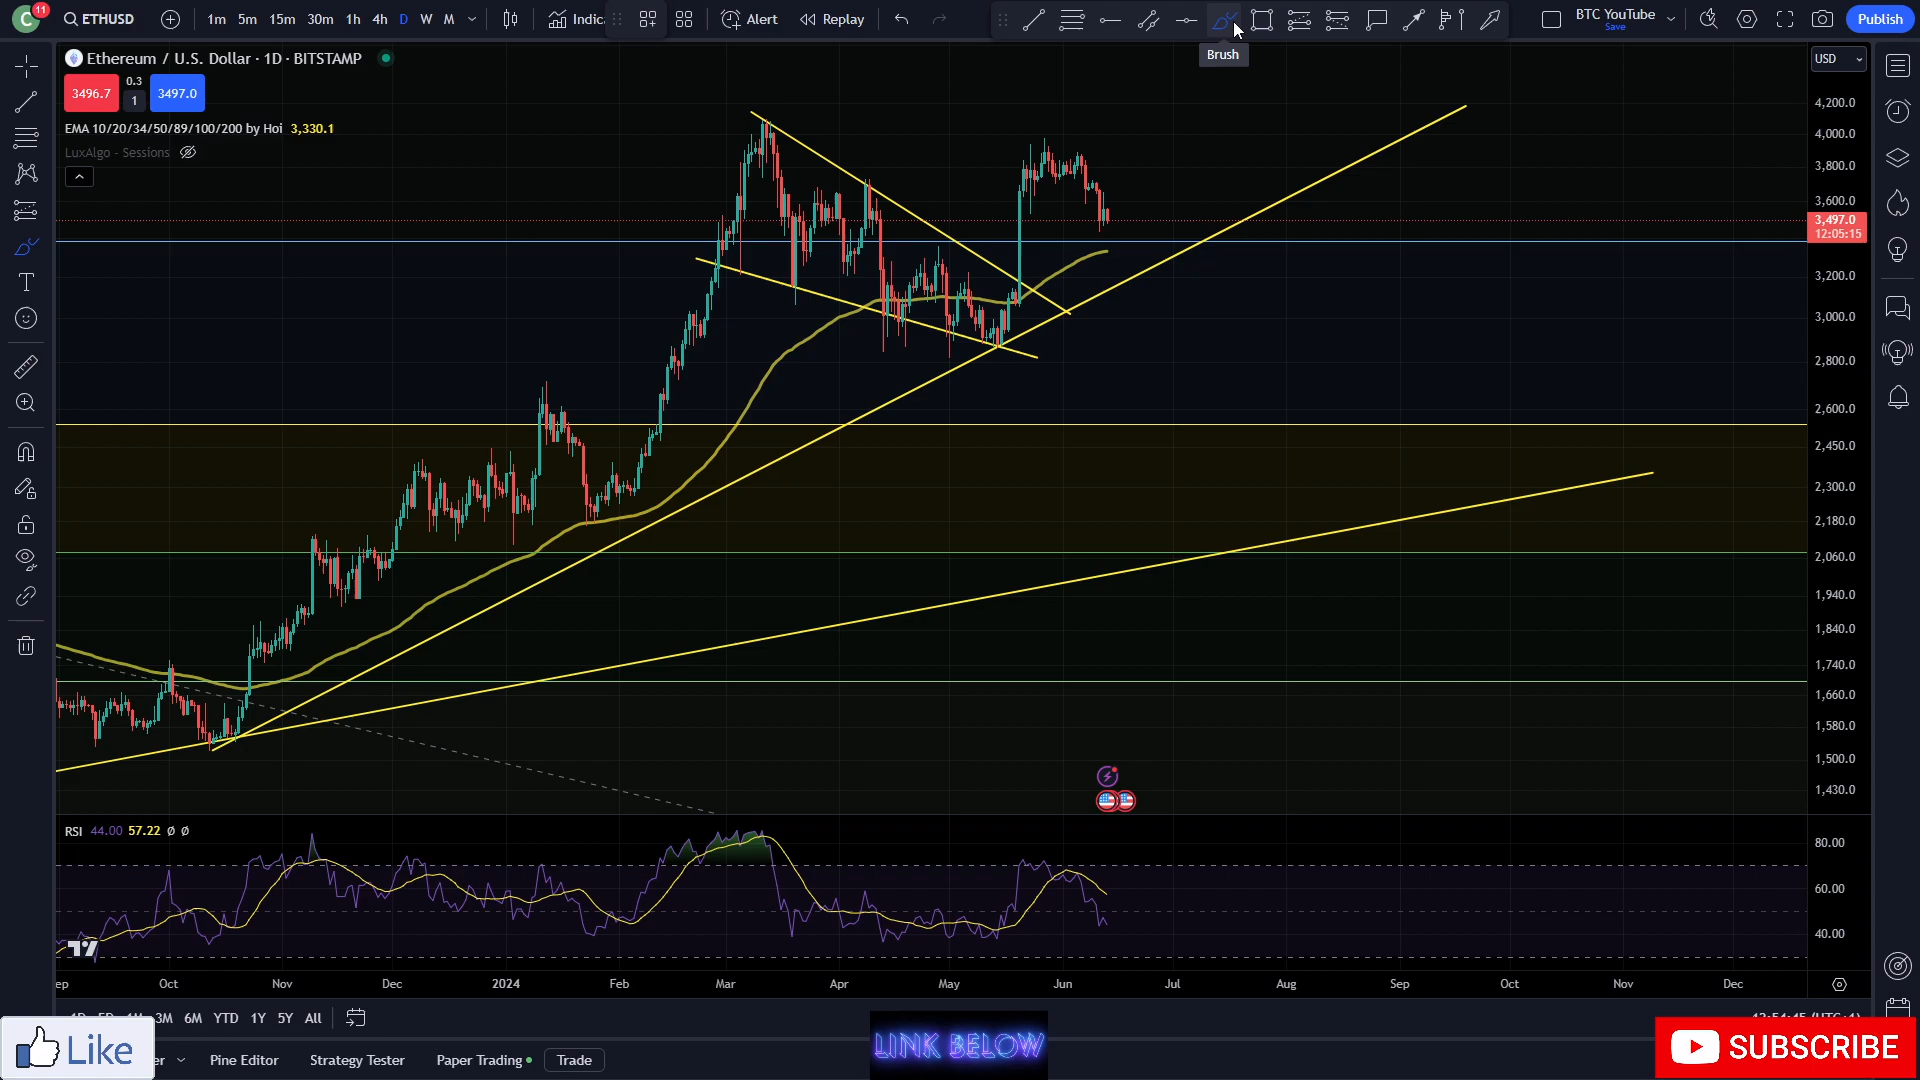 C 11 ETHUSD 1m 5m 15m 30m 1h 4h D W M Indic Alert Replay BTC YouTube Save Publish
Brush
Ethereum / U.S. Dollar · 1D · BITSTAMP
USD
3496.7 0.3 1 3497.0
EMA 10/20/34/50/89/100/200 by Hoi 3,330.1
LuxAlgo - Sessions
4,200.0
4,000.0
3,800.0
3,600.0
3,497.0
12:05:15
3,200.0
3,000.0
2,800.0
2,600.0
2,450.0
2,300.0
2,180.0
2,060.0
1,940.0
1,840.0
1,740.0
1,660.0
1,580.0
1,500.0
1,430.0
RSI 44.00 57.22 Ø Ø
80.00
60.00
40.00
ep Oct Nov Dec 2024 Feb Mar Apr May Jun Jul Aug Sep Oct Nov Dec
3M 6M YTD 1Y 5Y All
Like
er Pine Editor Strategy Tester Paper Trading Trade
LINK BELOW
SUBSCRIBE